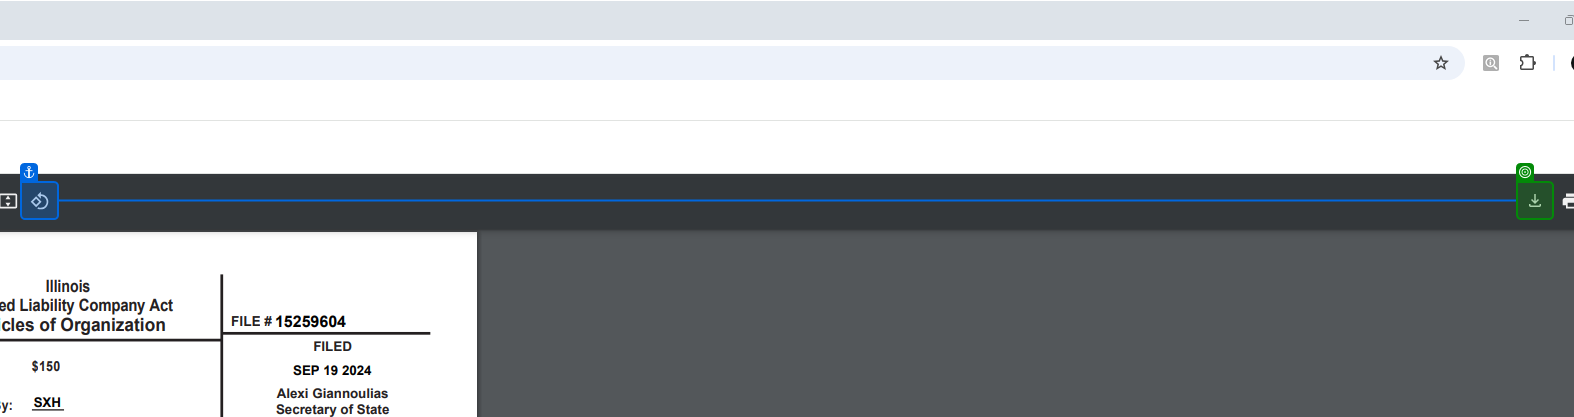 Illinois
ed Liability Company Act
cles of Organization
FILE # 15259604
FILED
$150
SEP 19 2024
Alexi Giannoulias
y: SXH
Secretary of State